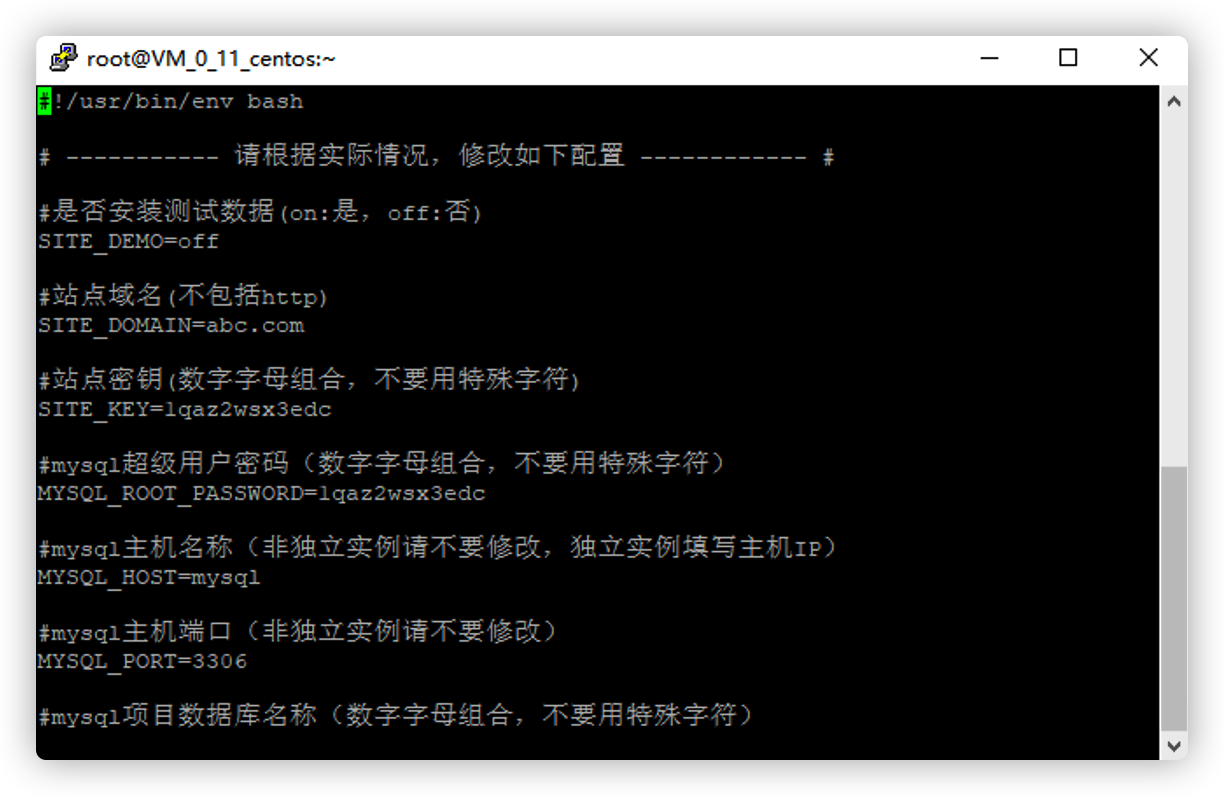 root@VM_0_11_centos:~
#!/usr/bin/env bash
# ----------- 请根据实际情况，修改如下配置 ------------ #
#是否安装测试数据(on:是，off:否)
SITE_DEMO=off
#站点域名(不包括http)
SITE_DOMAIN=abc.com
#站点密钥(数字字母组合，不要用特殊字符)
SITE_KEY=1qaz2wsx3edc
#mysql超级用户密码（数字字母组合，不要用特殊字符）
MYSQL_ROOT_PASSWORD=1qaz2wsx3edc
#mysql主机名称（非独立实例请不要修改，独立实例填写主机IP）
MYSQL_HOST=mysql
#mysql主机端口（非独立实例请不要修改）
MYSQL_PORT=3306
#mysql项目数据库名称（数字字母组合，不要用特殊字符）